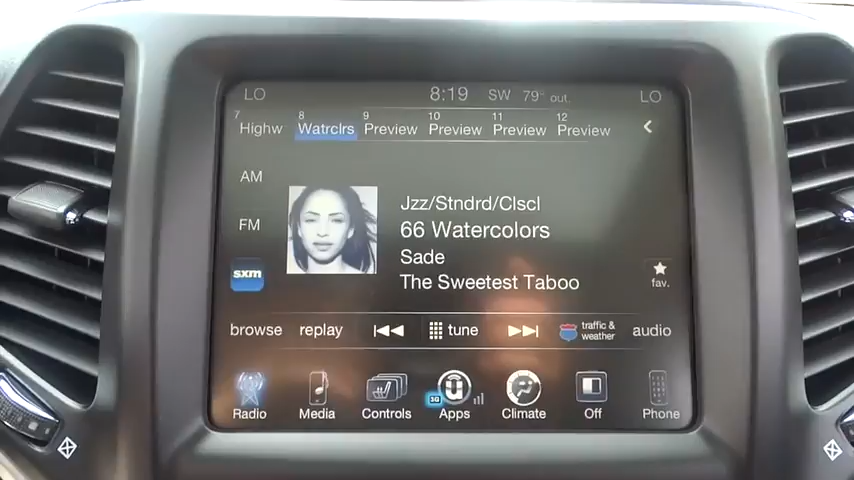 LO 8:19 SW 79° out. LO
7 Highw 8 Watrclrs 9 Preview 10 Preview 11 Preview 12 Preview
AM
Jzz/Stndrd/Clscl
FM
66 Watercolors
Sade
sxm
The Sweetest Taboo
fav.
browse replay tune traffic & weather audio
3G
Radio Media Controls Apps Climate Off Phone